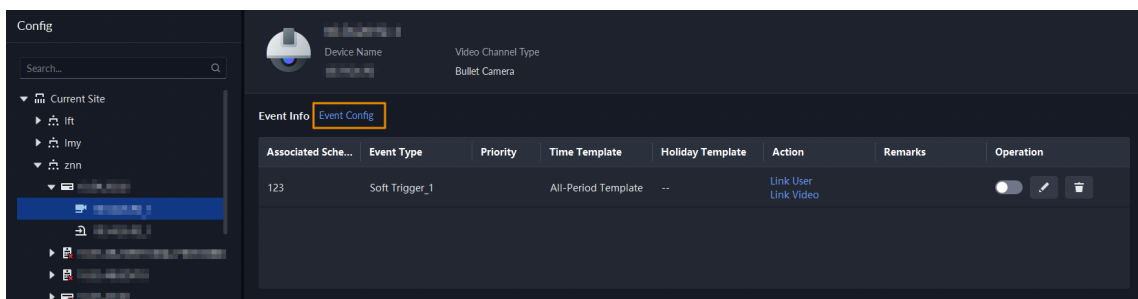 Config
Search...
Current Site
lft
lmy
znn
Device Name
Video Channel Type
Bullet Camera
Event Info Event Config
Associated Sche... Event Type Priority Time Template Holiday Template Action Remarks Operation
123 Soft Trigger_1 All-Period Template -- Link User
Link Video